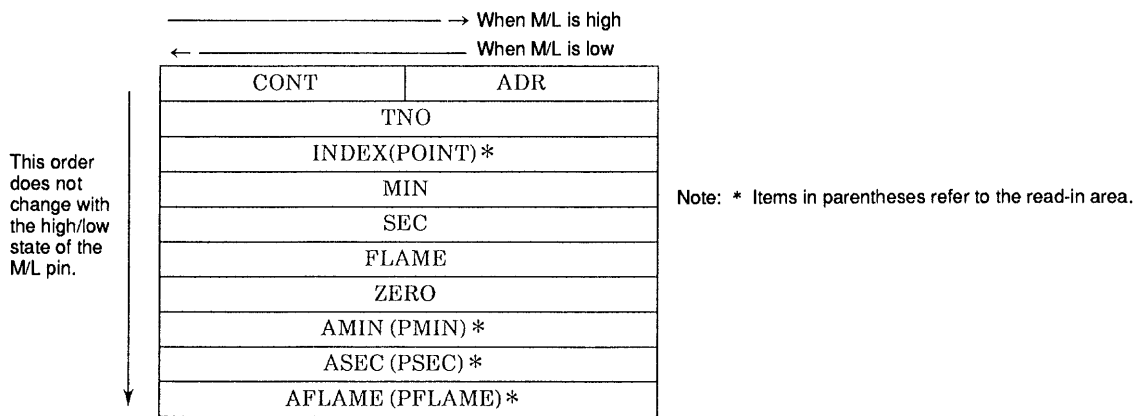 When M/L is high
When M/L is low
CONT ADR
TNO
INDEX(POINT)*
MIN
SEC
FLAME
ZERO
AMIN (PMIN)*
ASEC (PSEC)*
AFLAME (PFLAME)*
This order
does not
change with
the high/low
state of the
M/L pin.
Note: * Items in parentheses refer to the read-in area.